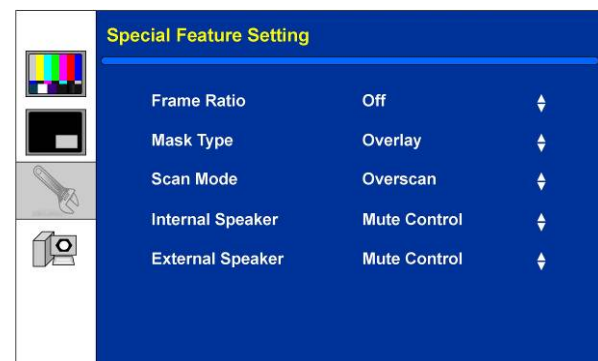 Special Feature Setting
Frame Ratio Off
Mask Type Overlay
Scan Mode Overscan
Internal Speaker Mute Control
External Speaker Mute Control